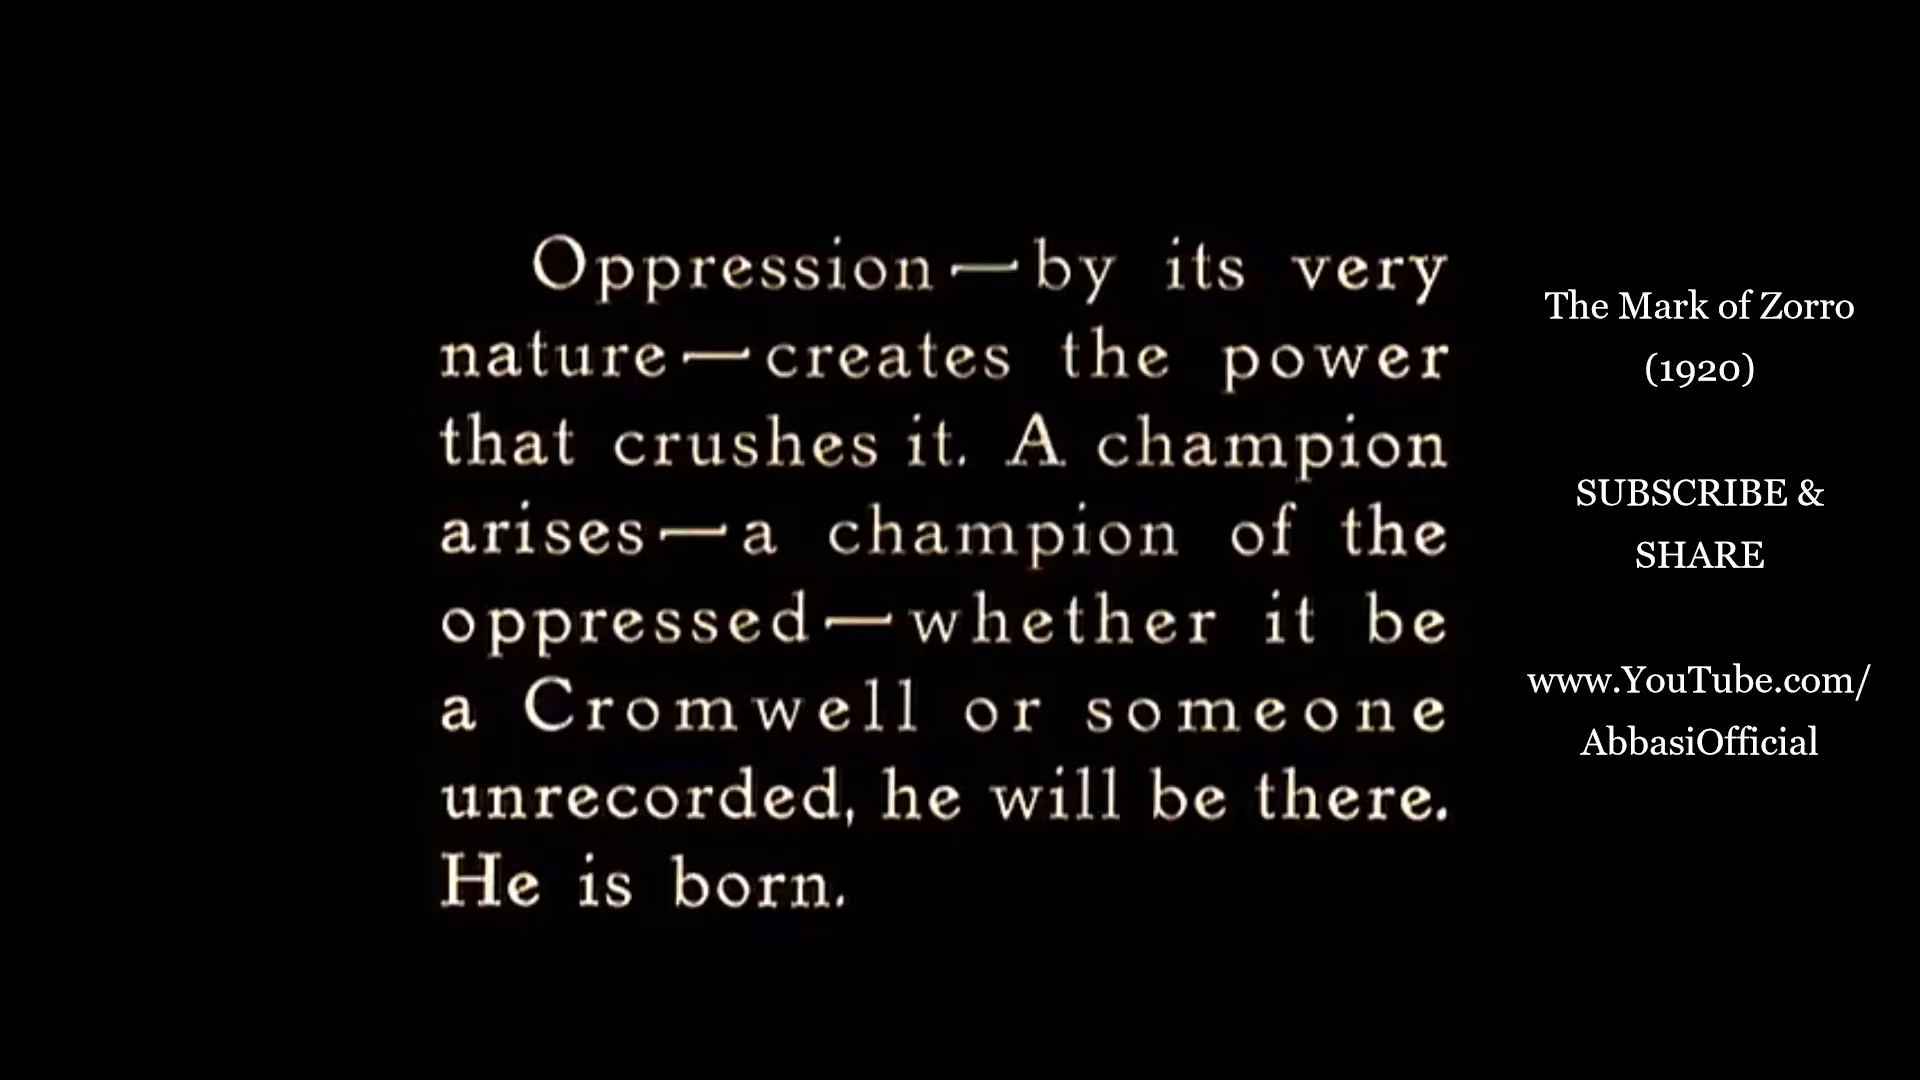 Oppression—by its very
nature—creates the power
that crushes it. A champion
arises—a champion of the
oppressed—whether it be
a Cromwell or someone
unrecorded, he will be there.
He is born.
The Mark of Zorro
(1920)
SUBSCRIBE &
SHARE
www.YouTube.com/
AbbasiOfficial